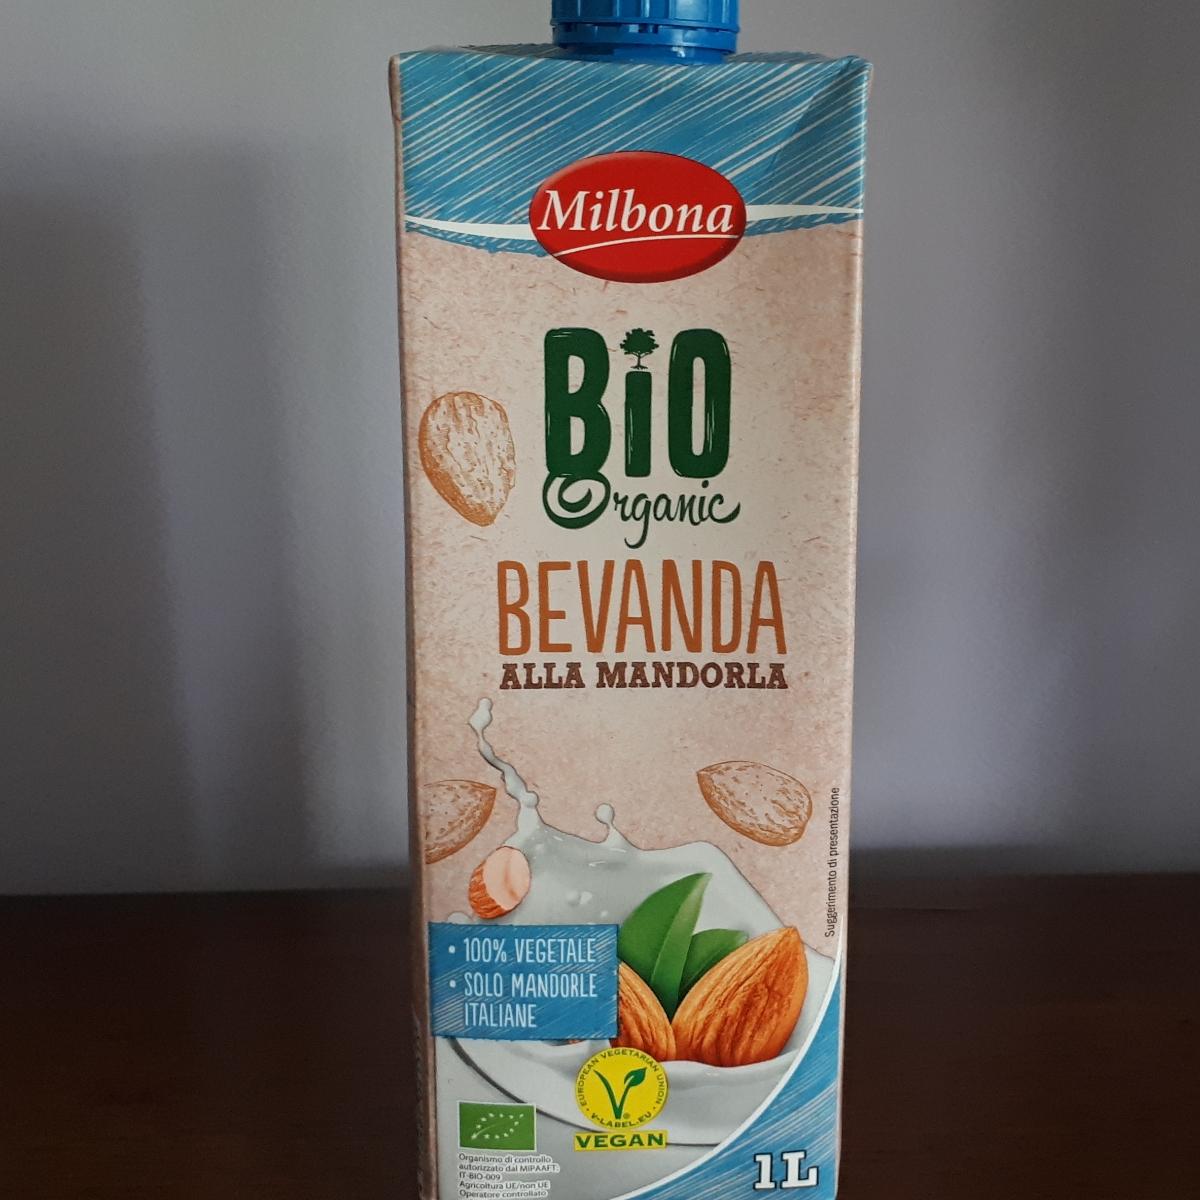 Milbona
BiO
Organic
BEVANDA
ALLA MANDORLA
Suggerimento di presentazione
• 100% VEGETALE
• SOLO MANDORLE
ITALIANE
EUROPEAN VEGETARIAN UNION
V-LABEL.EU
VEGAN
Organismo di controllo
autorizzato dal MIPAAFT:
IT-BIO-009
Agricoltura UE/non UE
Operatore controllato
1L